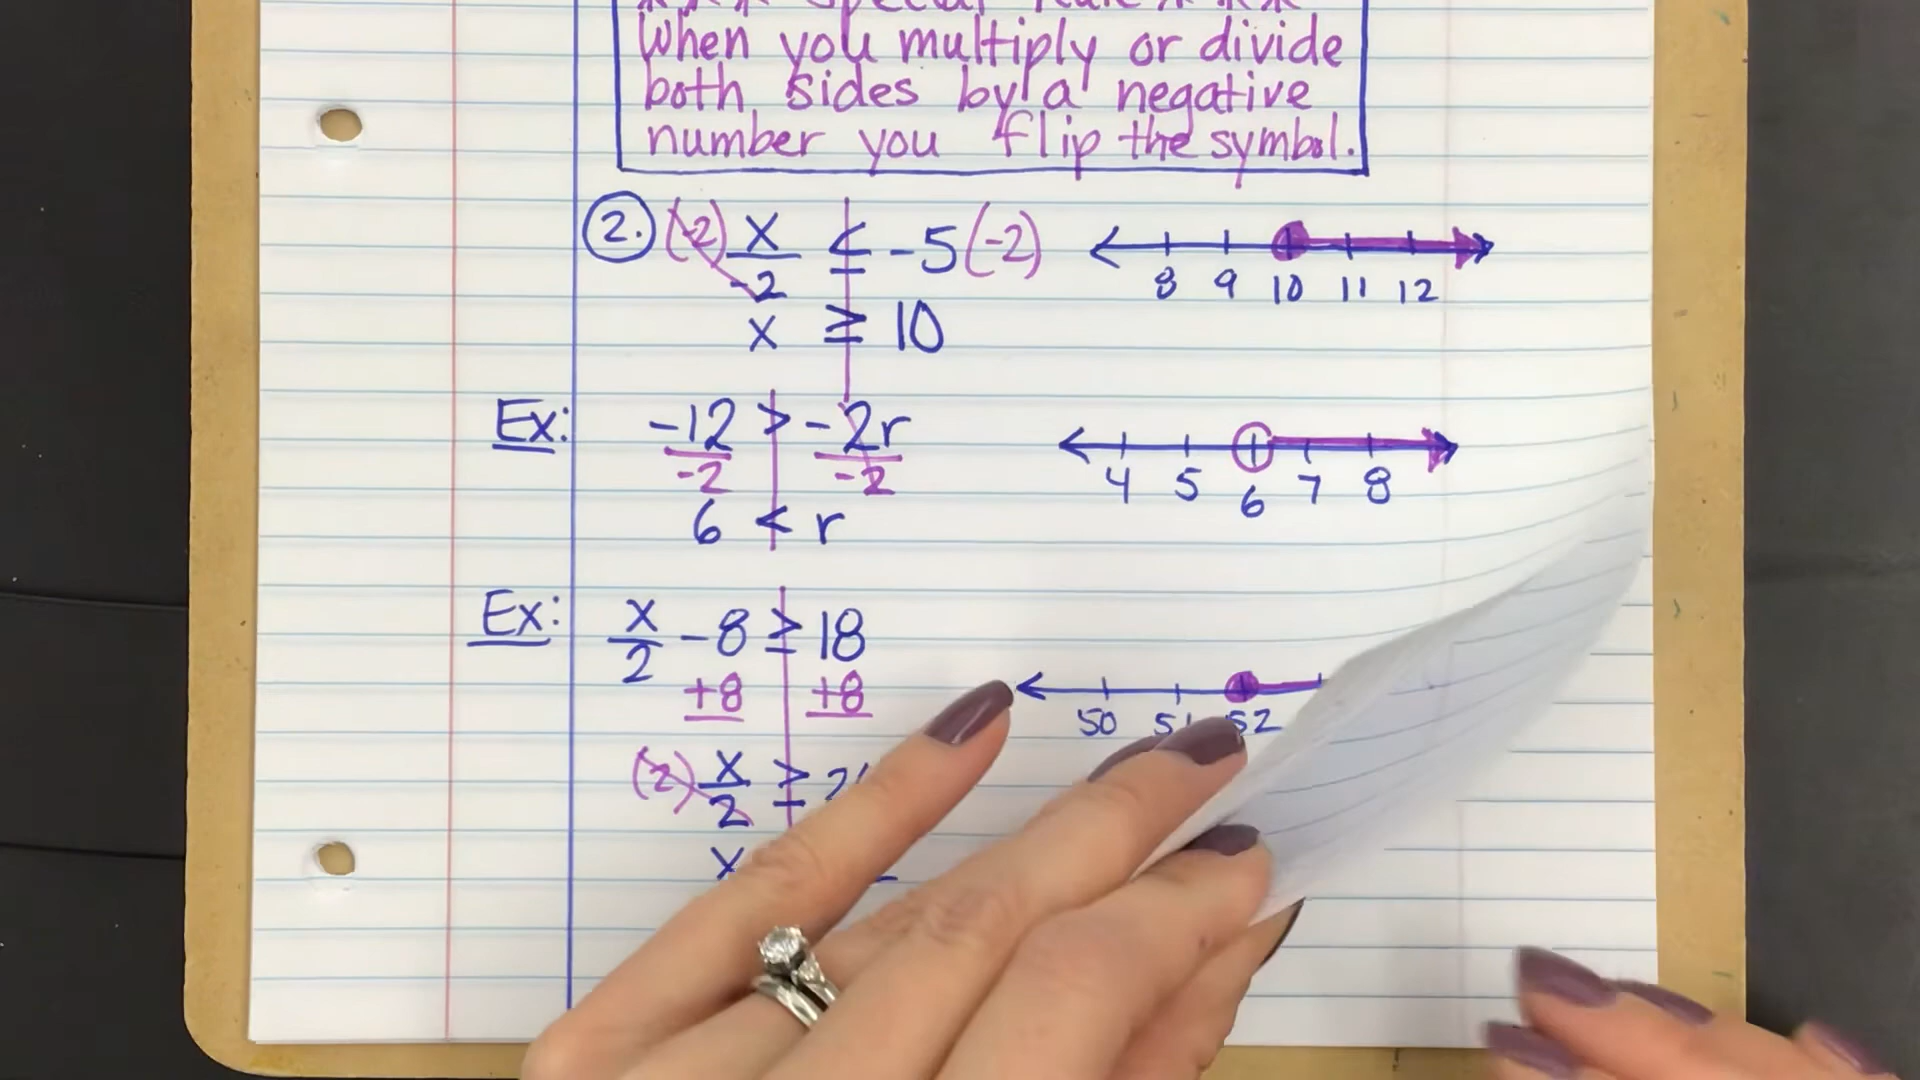 When you multiply or divide
both sides by a negative
number you flip the symbol.
2. (-2) x/-2 ≤ -5 (-2)
x ≥ 10
8 9 10 11 12
Ex: -12 > -2r
-2 -2
6 < r
4 5 6 7 8
Ex: x/2 - 8 ≥ 18
+8 +8
(2) x/2 ≥
x
50 52